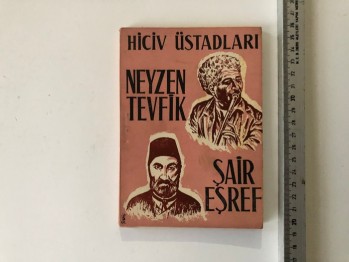 HİCİV ÜSTADLARI
NEYZEN
TEVFİK
ŞAİR
EŞREF